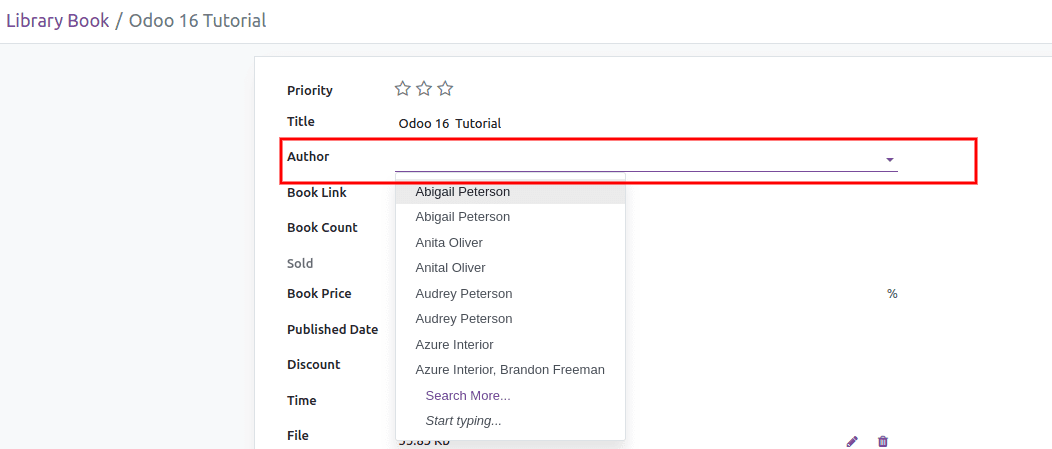 Library Book / Odoo 16 Tutorial
Priority
Title Odoo 16 Tutorial
Author
Abigail Peterson
Book Link
Abigail Peterson
Book Count
Anita Oliver
Sold
Anital Oliver
Book Price Audrey Peterson %
Audrey Peterson
Published Date
Azure Interior
Discount
Azure Interior, Brandon Freeman
Time
Search More...
Start typing...
File